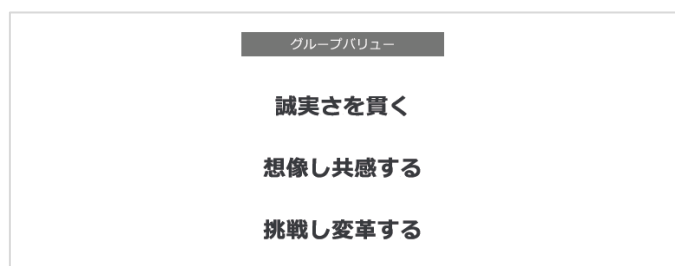 グループバリュー
誠実さを貫く
想像し共感する
挑戦し変革する